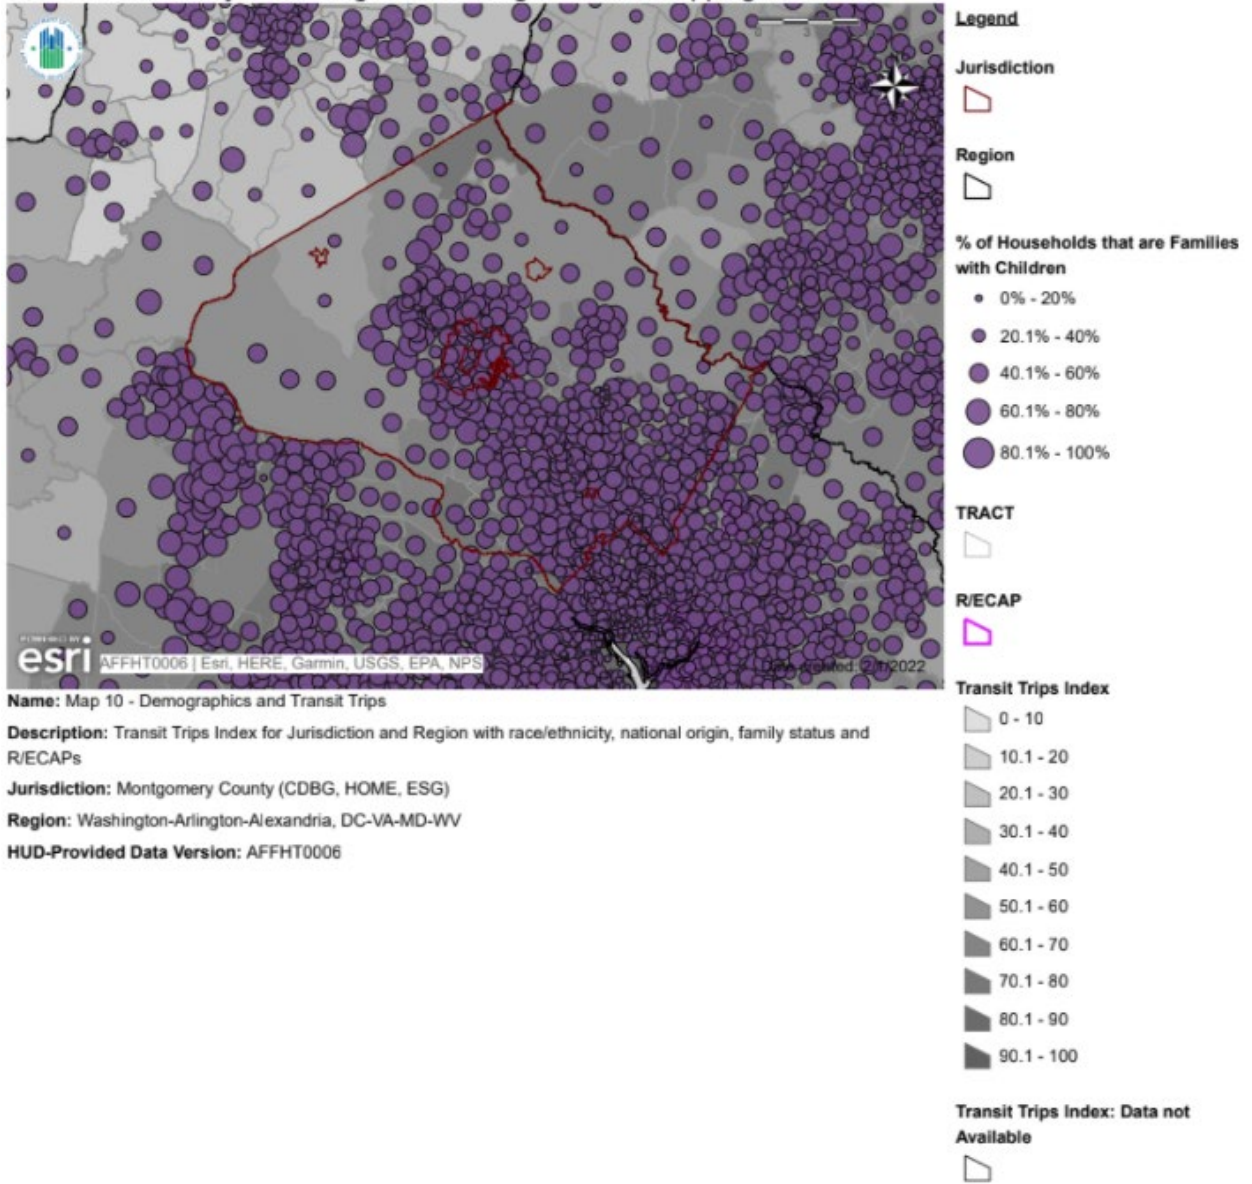 Legend
Jurisdiction
Region
% of Households that are Families
with Children
0% - 20%
20.1% - 40%
40.1% - 60%
60.1% - 80%
80.1% - 100%
TRACT
R/ECAP
POWERED BY
esri
AFFHT0006 | Esri, HERE, Garmin, USGS, EPA, NPS
Name: Map 10 - Demographics and Transit Trips
Description: Transit Trips Index for Jurisdiction and Region with race/ethnicity, national origin, family status and
R/ECAPs
Jurisdiction: Montgomery County (CDBG, HOME, ESG)
Region: Washington-Arlington-Alexandria, DC-VA-MD-WV
HUD-Provided Data Version: AFFHT0006
Transit Trips Index
0 - 10
10.1 - 20
20.1 - 30
30.1 - 40
40.1 - 50
50.1 - 60
60.1 - 70
70.1 - 80
80.1 - 90
90.1 - 100
Transit Trips Index: Data not
Available